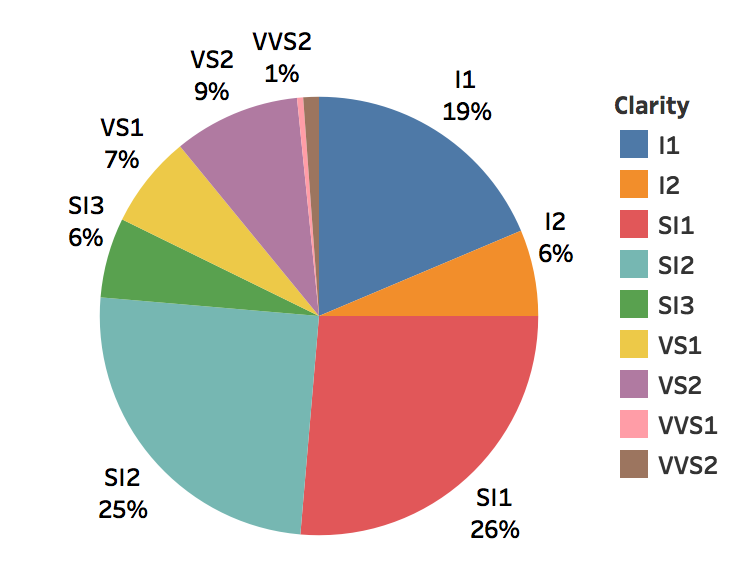 VVS2
1%
I1
19%
VS2
9%
VS1
7%
SI3
6%
I2
6%
SI2
25%
SI1
26%
Clarity
I1
I2
SI1
SI2
SI3
VS1
VS2
VVS1
VVS2